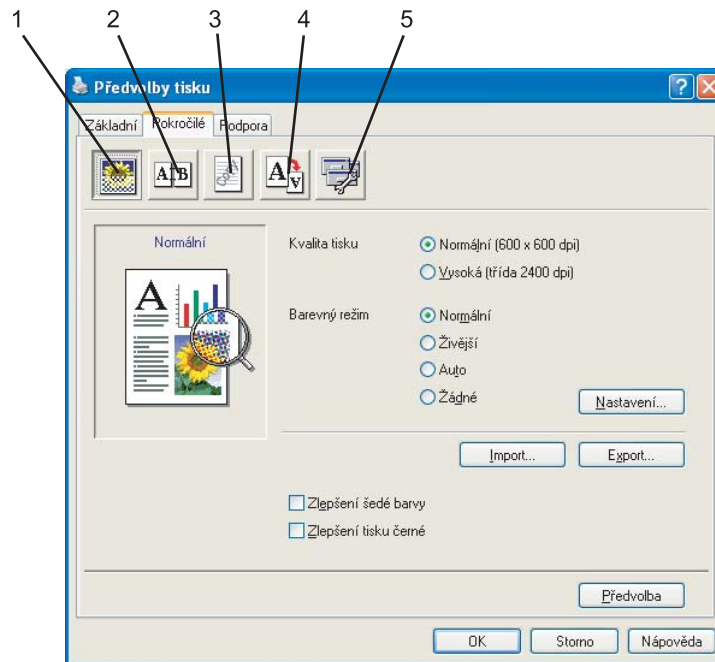 1 2 3 4 5
Předvolby tisku
Základní Pokročilé Podpora
Normální
Kvalita tisku
Normální (600 x 600 dpi)
Vysoká (třída 2400 dpi)
Barevný režim
Normální
Živější
Auto
Žádné
Nastavení...
Import... Export...
Zlepšení šedé barvy
Zlepšení tisku černé
Předvolba
OK Storno Nápověda